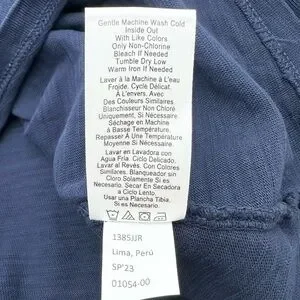 Gentle Machine Wash Cold
Inside Out
With Like Colors
Only Non-Chlorine
Bleach If Needed
Tumble Dry Low
Warm Iron If Needed
Laver à la Machine à L'eau
Froide. Cycle Délicat.
À L'envers, Avec
Des Couleurs Similaires
Blanchisseur Non Chloré
Uniquement, Si Nécessaire.
Séchage en Machine
à Basse Température.
Repasser À Une Température
Moyenne Si Nécessaire.
Lavar en Lavadora con
Agua Fría. Ciclo Delicado.
Lavar al Revés. Con Colores
Similares. Blanqueador sin
Cloro Solamente Si es
Necesario. Secar En Secadora
a Ciclo Lento.
Usar una Plancha Tibia.
Si es Necesario.
1385JJR
Lima, Perú
SP'23
01054-00